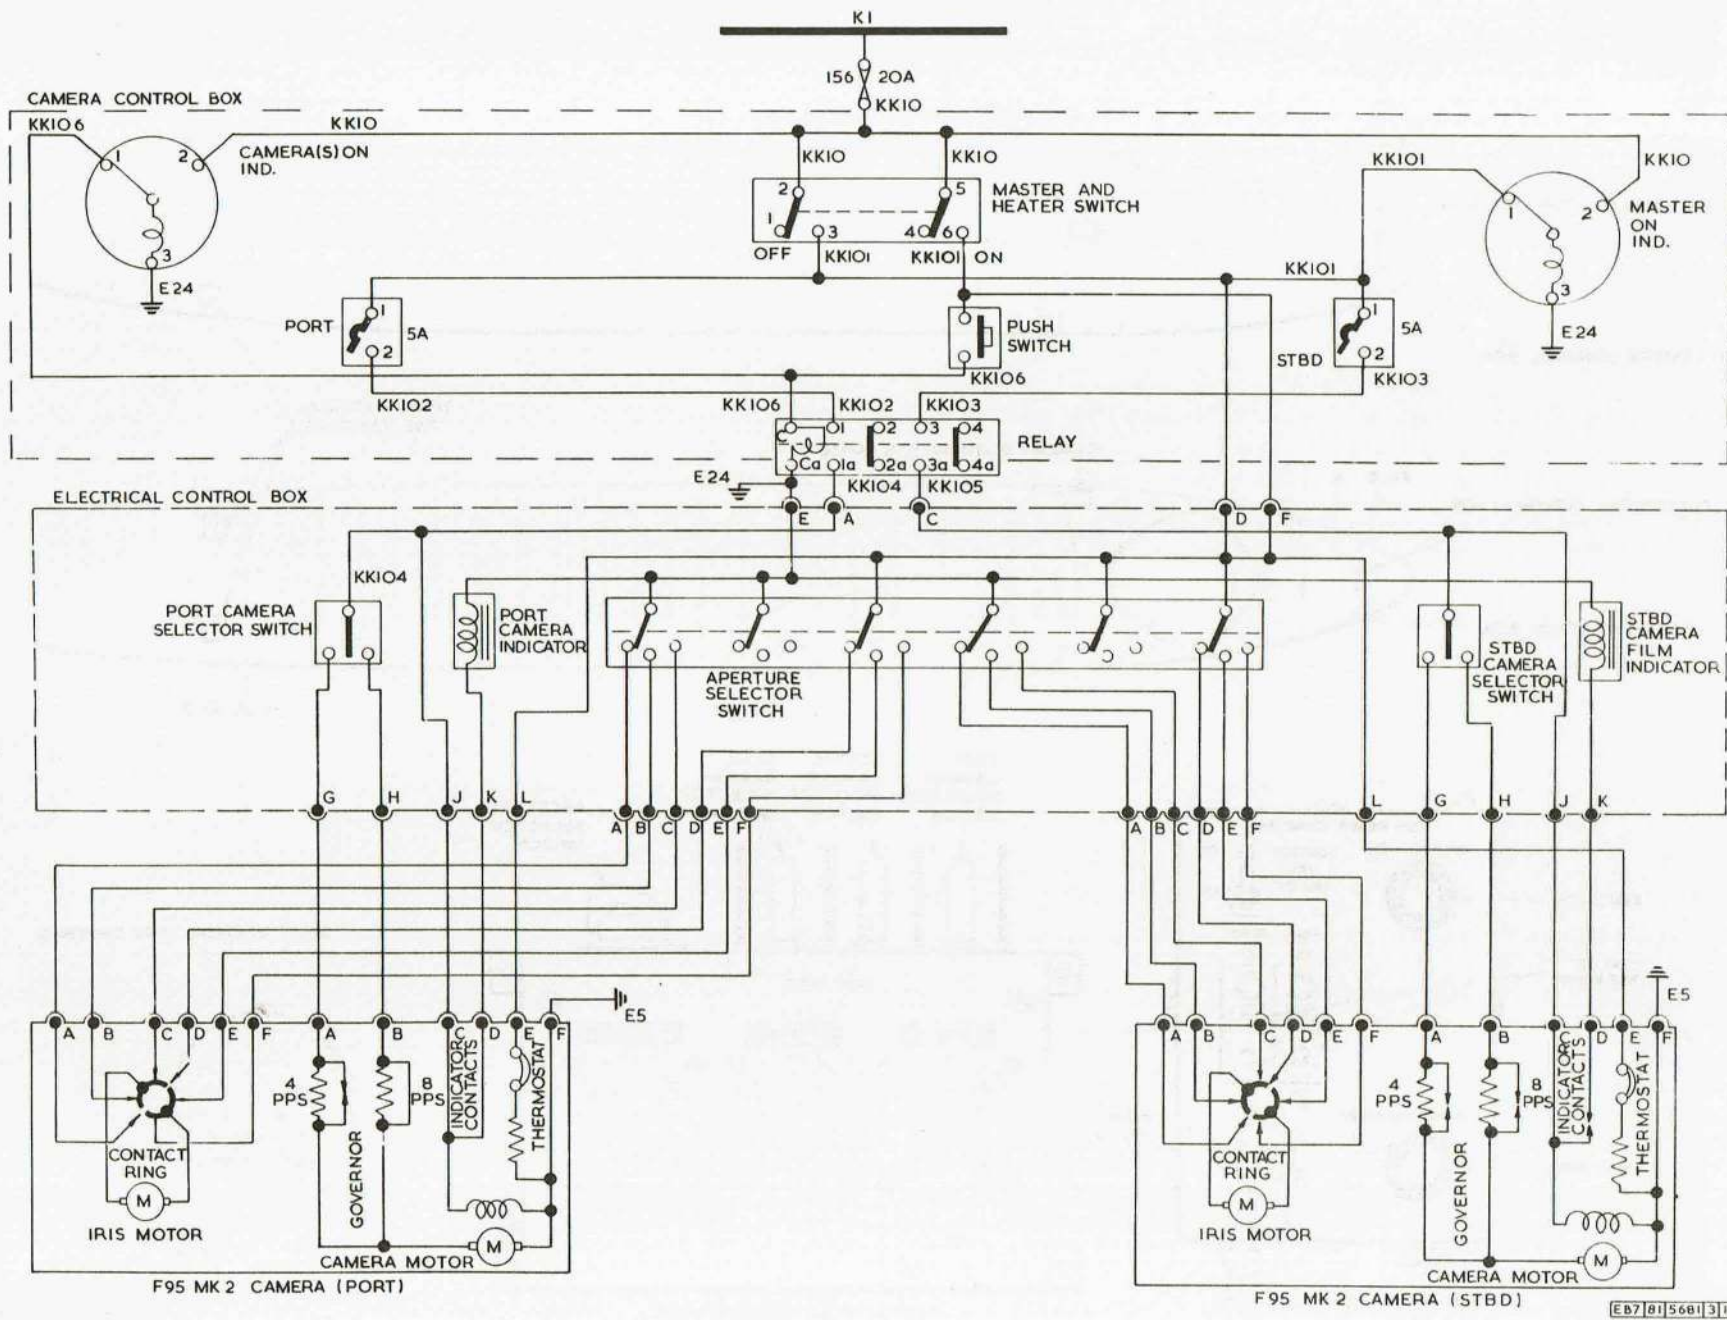 K1
156 20A
KK10
CAMERA CONTROL BOX
KK106 KK10
1 2 CAMERA(S) ON IND.
3
E24
KK10 KK10
2 5 MASTER AND HEATER SWITCH
1 3 4 6
OFF KK101 KK101 ON
KK101 KK101 KK10
1 2 MASTER ON IND.
3
E24
PORT 1 5A
2
KK102
PUSH SWITCH
KK106
STBD 1 5A
2
KK103
KK106 KK102 KK103
C 1 2 3 4 RELAY
Ca 1a 2a 3a 4a
E24 KK104 KK105
ELECTRICAL CONTROL BOX
E A C D F
KK104
PORT CAMERA SELECTOR SWITCH
PORT CAMERA INDICATOR
APERTURE SELECTOR SWITCH
STBD CAMERA SELECTOR SWITCH
STBD CAMERA FILM INDICATOR
G H J K L A B C D E F
A B C D E F L G H J K
E5
A B C D E F A B C D E F
CONTACT RING
M
IRIS MOTOR
4 PPS
8 PPS
GOVERNOR
INDICATOR CONTACTS
THERMOSTAT
CAMERA MOTOR M
F95 MK 2 CAMERA (PORT)
E5
A B C D E F A B C D E F
CONTACT RING
M
IRIS MOTOR
4 PPS
8 PPS
GOVERNOR
INDICATOR CONTACTS
THERMOSTAT
CAMERA MOTOR M
F95 MK 2 CAMERA (STBD)
EB7 81 5681 3 1